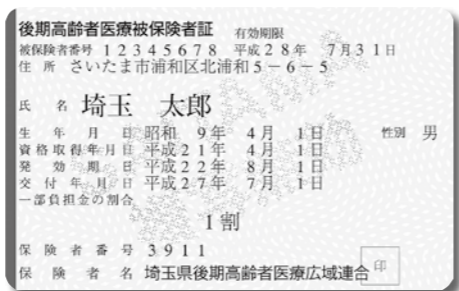 後期高齢者医療被保険者証 有効期限
被保険者番号 12345678 平成28年 7月31日
住所 さいたま市浦和区北浦和5-6-5
氏名 埼玉 太郎
生年月日 昭和 9年 4月 1日 性別 男
資格取得年月日 平成21年 4月 1日
発効期日 平成22年 8月 1日
交付年月日 平成27年 7月 1日
一部負担金の割合
1割
保険者番号 3911
保険者名 埼玉県後期高齢者医療広域連合 印